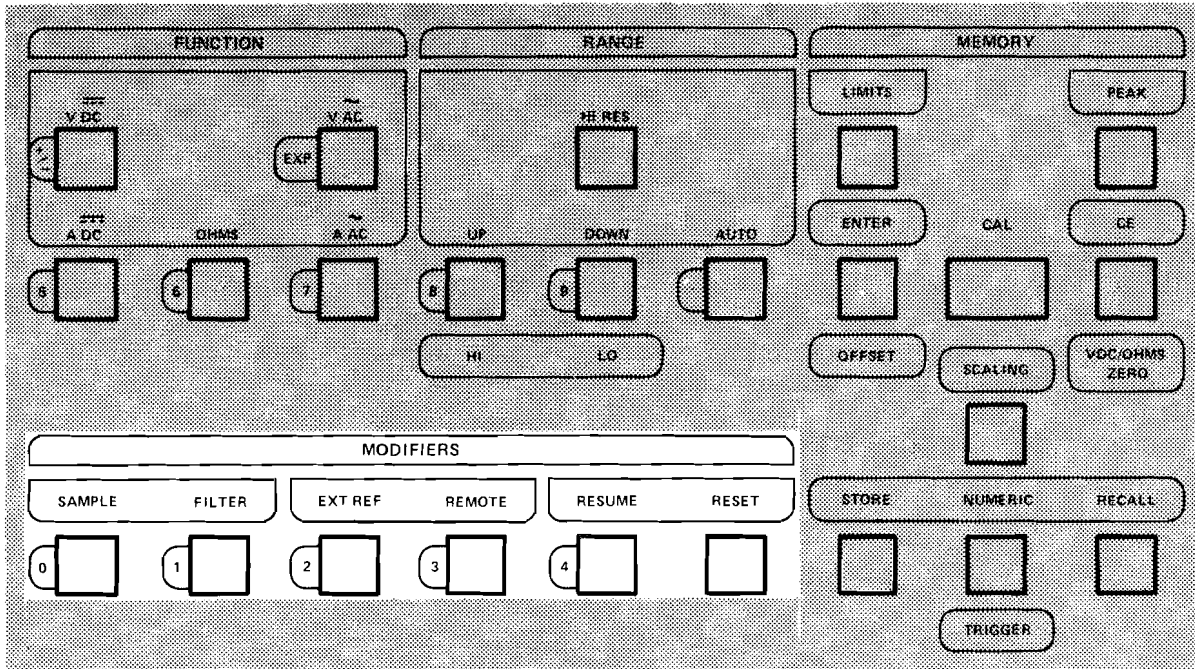 FUNCTION RANGE MEMORY
LIMITS PEAK
V DC V AC HI RES
+/- EXP
ENTER CAL CE
A DC OHMS A AC UP DOWN AUTO
5 6 7 8 9 .
HI LO OFFSET SCALING VDC/OHMS ZERO
MODIFIERS
SAMPLE FILTER EXT REF REMOTE RESUME RESET STORE NUMERIC RECALL
0 1 2 3 4
TRIGGER